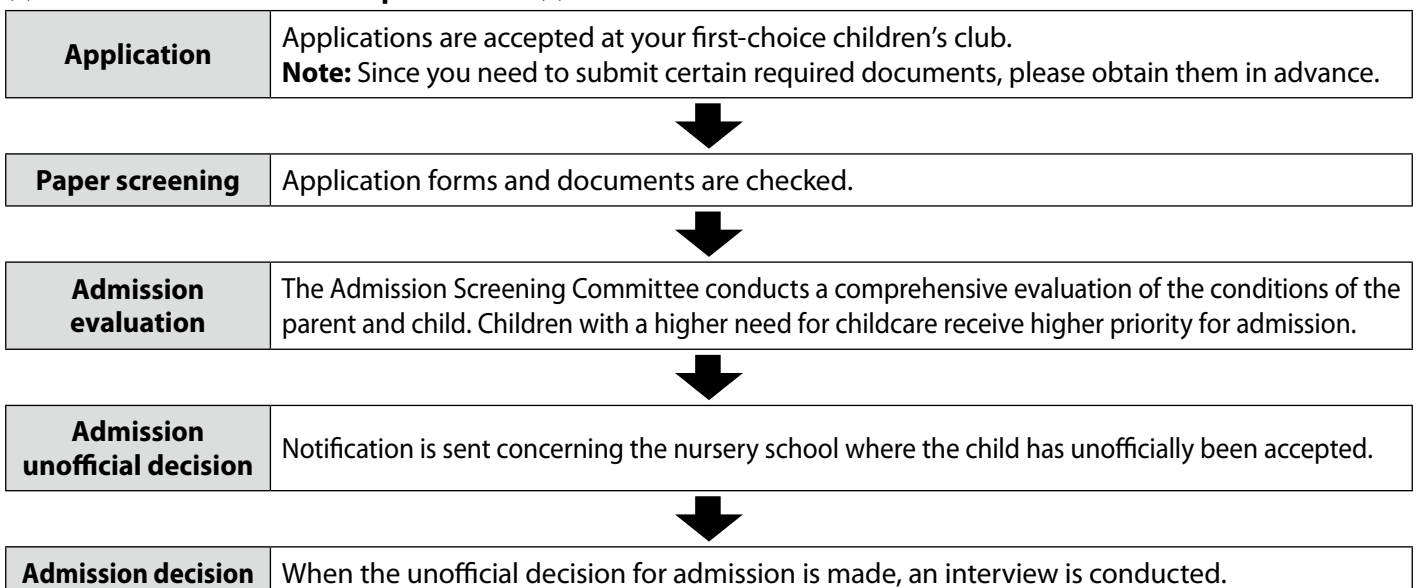 Application
Applications are accepted at your first-choice children's club.
Note: Since you need to submit certain required documents, please obtain them in advance.
Paper screening
Application forms and documents are checked.
Admission
evaluation
The Admission Screening Committee conducts a comprehensive evaluation of the conditions of the
parent and child. Children with a higher need for childcare receive higher priority for admission.
Admission
unofficial decision
Notification is sent concerning the nursery school where the child has unofficially been accepted.
Admission decision
When the unofficial decision for admission is made, an interview is conducted.